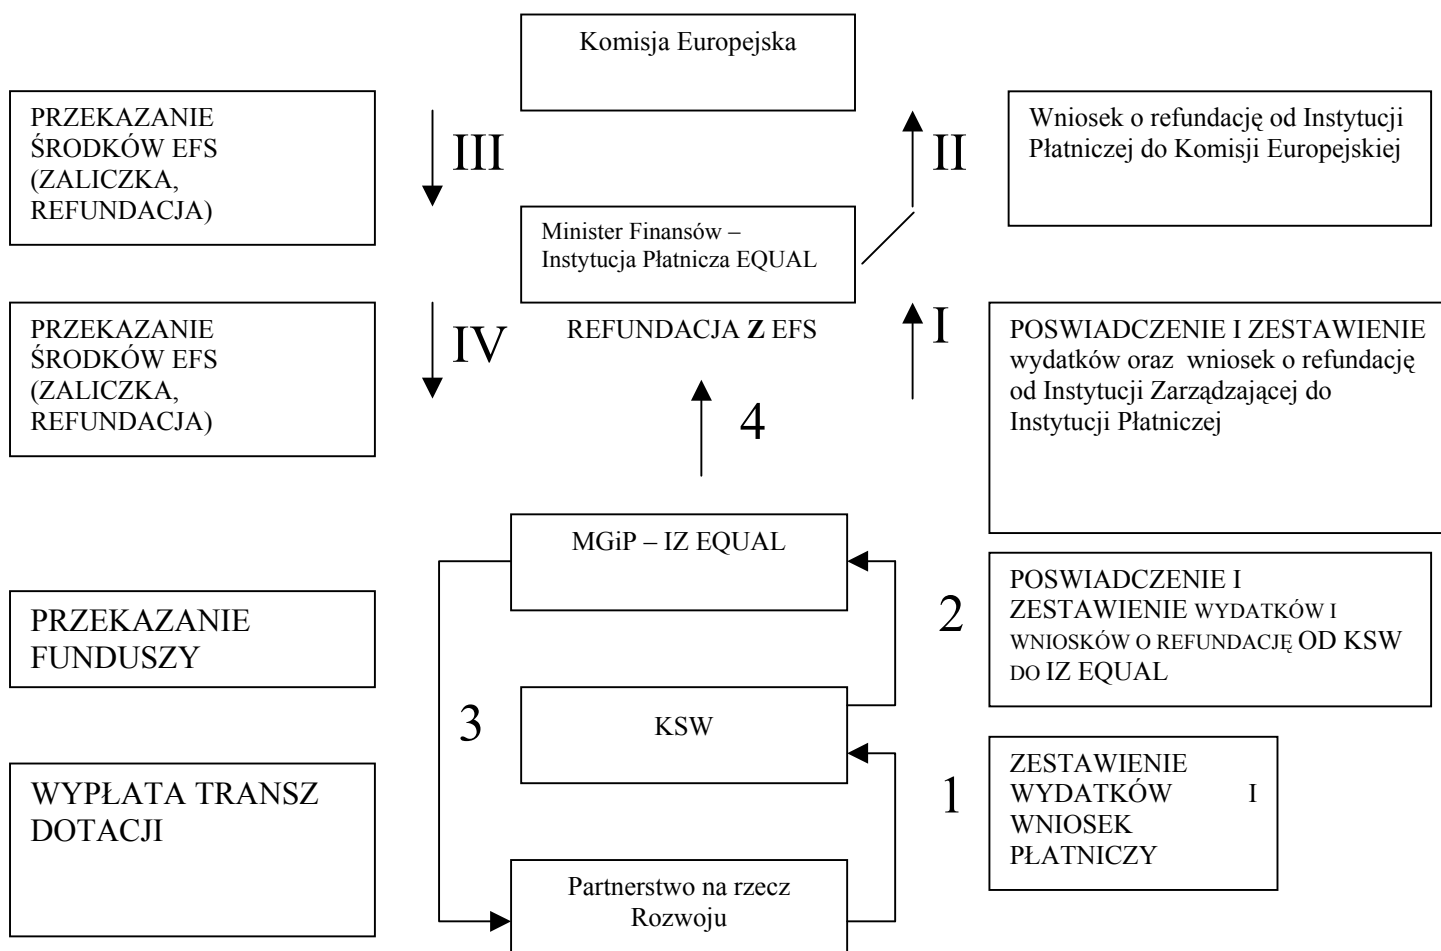 Komisja Europejska
PRZEKAZANIE
ŚRODKÓW EFS
(ZALICZKA,
REFUNDACJA)
III
II
Wniosek o refundację od Instytucji
Płatniczej do Komisji Europejskiej
Minister Finansów –
Instytucja Płatnicza EQUAL
PRZEKAZANIE
ŚRODKÓW EFS
(ZALICZKA,
REFUNDACJA)
IV
REFUNDACJA Z EFS
I
POSWIADCZENIE I ZESTAWIENIE
wydatków oraz wniosek o refundację
od Instytucji Zarządzającej do
Instytucji Płatniczej
4
MGiP – IZ EQUAL
PRZEKAZANIE
FUNDUSZY
2
POSWIADCZENIE I
ZESTAWIENIE WYDATKÓW I
WNIOSKÓW O REFUNDACJĘ OD KSW
DO IZ EQUAL
3
KSW
WYPŁATA TRANSZ
DOTACJI
1
ZESTAWIENIE
WYDATKÓW I
WNIOSEK
PŁATNICZY
Partnerstwo na rzecz
Rozwoju